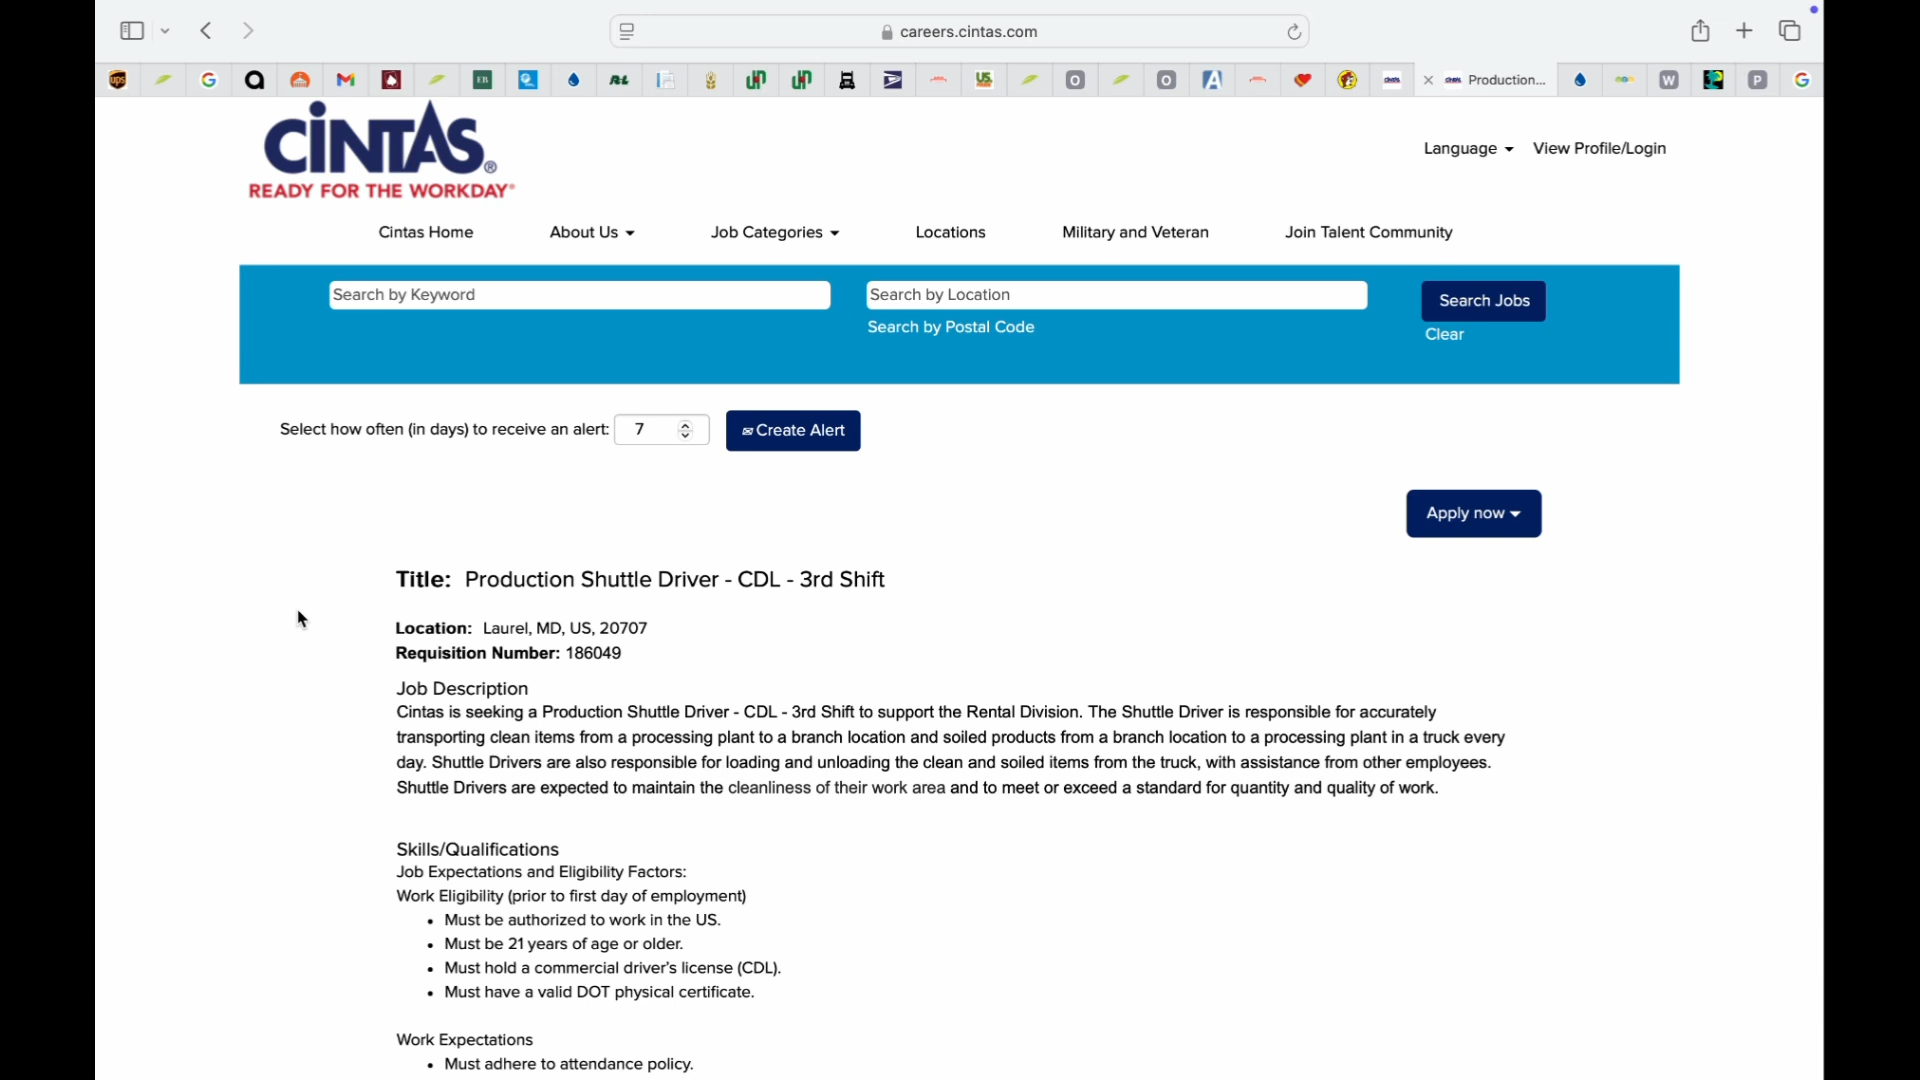 careers.cintas.com
ups G a EB R+L US. O O A W P G
Production...
CiNTAS®
READY FOR THE WORKDAY®
Language View Profile/Login
Cintas Home About Us Job Categories Locations Military and Veteran Join Talent Community
Search by Keyword Search by Location Search Jobs
Search by Postal Code Clear
Select how often (in days) to receive an alert: 7 Create Alert
Apply now
Title: Production Shuttle Driver - CDL - 3rd Shift
Location: Laurel, MD, US, 20707
Requisition Number: 186049
Job Description
Cintas is seeking a Production Shuttle Driver - CDL - 3rd Shift to support the Rental Division. The Shuttle Driver is responsible for accurately
transporting clean items from a processing plant to a branch location and soiled products from a branch location to a processing plant in a truck every
day. Shuttle Drivers are also responsible for loading and unloading the clean and soiled items from the truck, with assistance from other employees.
Shuttle Drivers are expected to maintain the cleanliness of their work area and to meet or exceed a standard for quantity and quality of work.
Skills/Qualifications
Job Expectations and Eligibility Factors:
Work Eligibility (prior to first day of employment)
• Must be authorized to work in the US.
• Must be 21 years of age or older.
• Must hold a commercial driver's license (CDL).
• Must have a valid DOT physical certificate.
Work Expectations
• Must adhere to attendance policy.